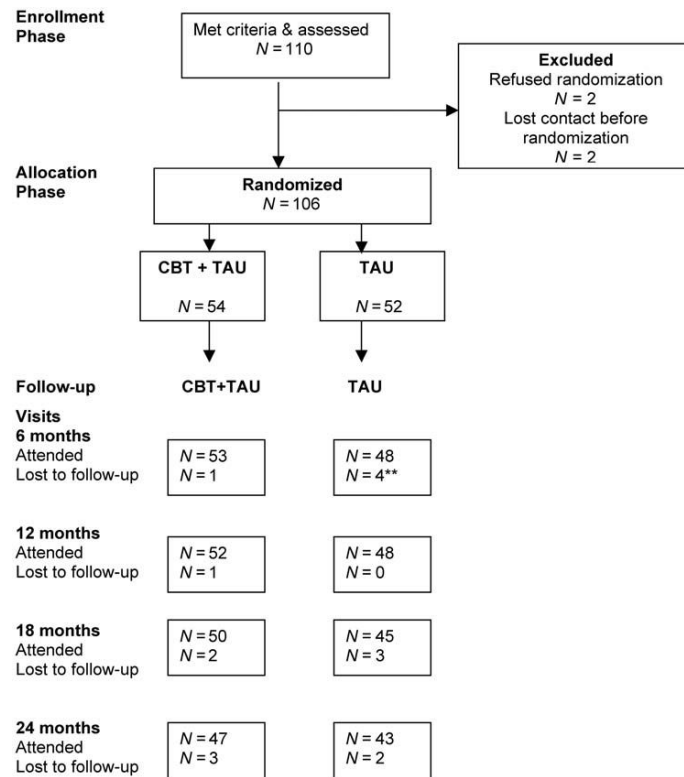 Enrollment
Phase
Met criteria & assessed
N = 110
Excluded
Refused randomization
N = 2
Lost contact before
randomization
N = 2
Allocation
Phase
Randomized
N = 106
CBT + TAU
N = 54
TAU
N = 52
Follow-up
CBT+TAU
TAU
Visits
6 months
Attended
Lost to follow-up
N = 53
N = 1
N = 48
N = 4**
12 months
Attended
Lost to follow-up
N = 52
N = 1
N = 48
N = 0
18 months
Attended
Lost to follow-up
N = 50
N = 2
N = 45
N = 3
24 months
Attended
Lost to follow-up
N = 47
N = 3
N = 43
N = 2